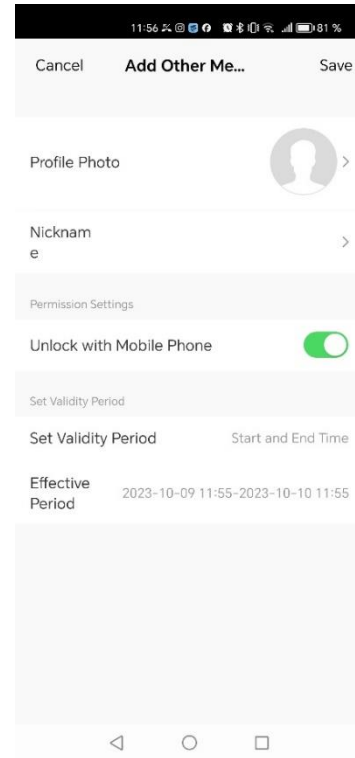 11:56 81 %
Cancel Add Other Me... Save
Profile Photo
Nicknam
e
Permission Settings
Unlock with Mobile Phone
Set Validity Period
Set Validity Period Start and End Time
Effective
Period 2023-10-09 11:55-2023-10-10 11:55